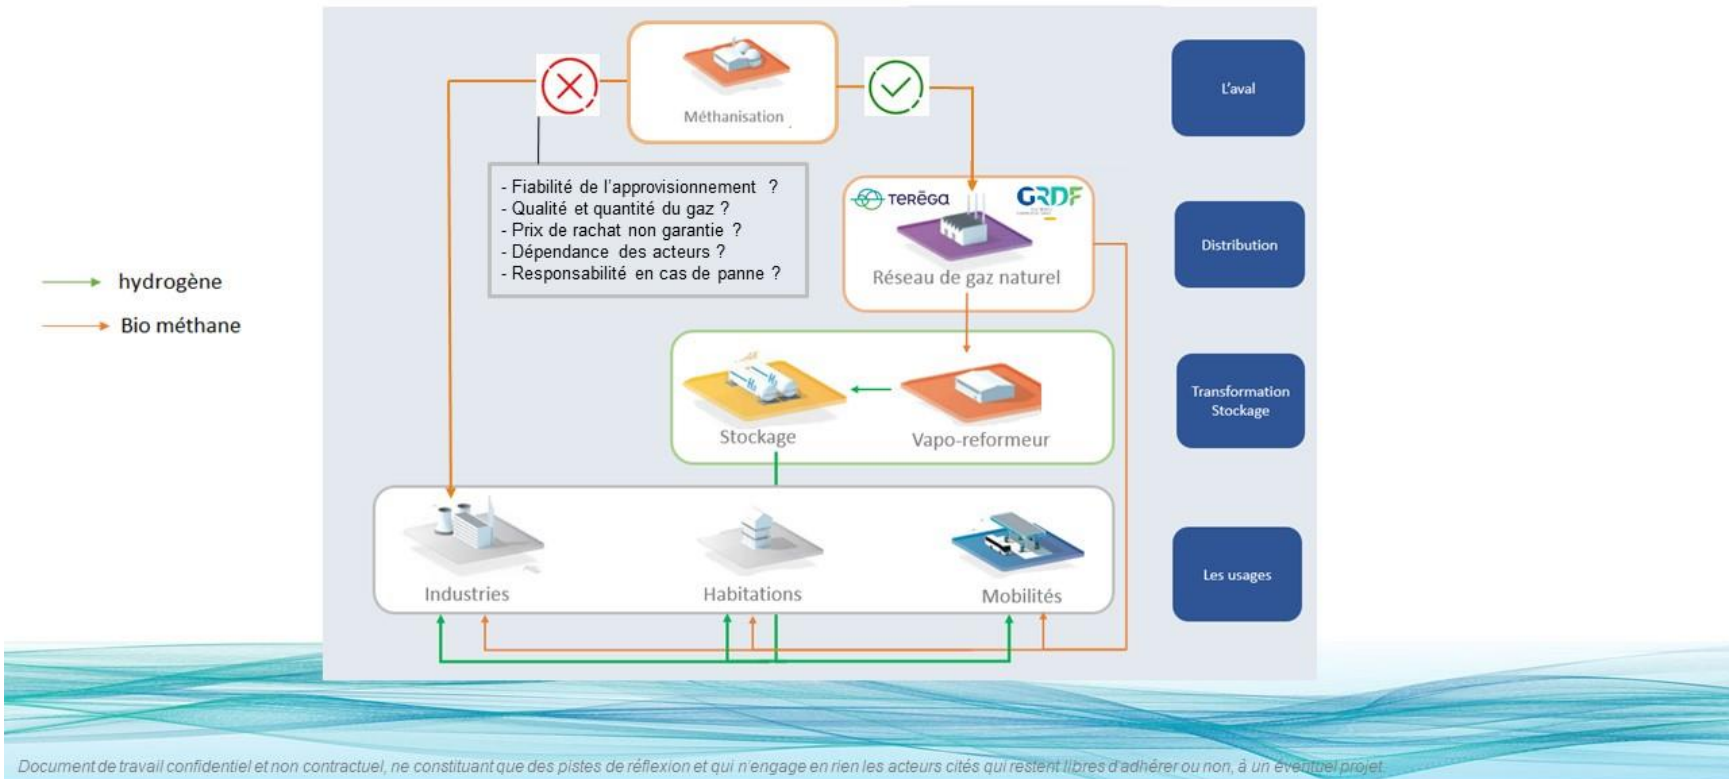 Méthanisation
L'aval
- Fiabilité de l'approvisionnement ?
- Qualité et quantité du gaz ?
- Prix de rachat non garantie ?
- Dépendance des acteurs ?
- Responsabilité en cas de panne ?
TERĒGA
GRDF
Réseau de gaz naturel
Distribution
hydrogène
Bio méthane
Stockage
Vapo-reformeur
Transformation
Stockage
Industries
Habitations
Mobilités
Les usages
Document de travail confidentiel et non contractuel, ne constituant que des pistes de réflexion et qui n'engage en rien les acteurs cités qui restent libres d'adhérer ou non, à un éventuel projet.